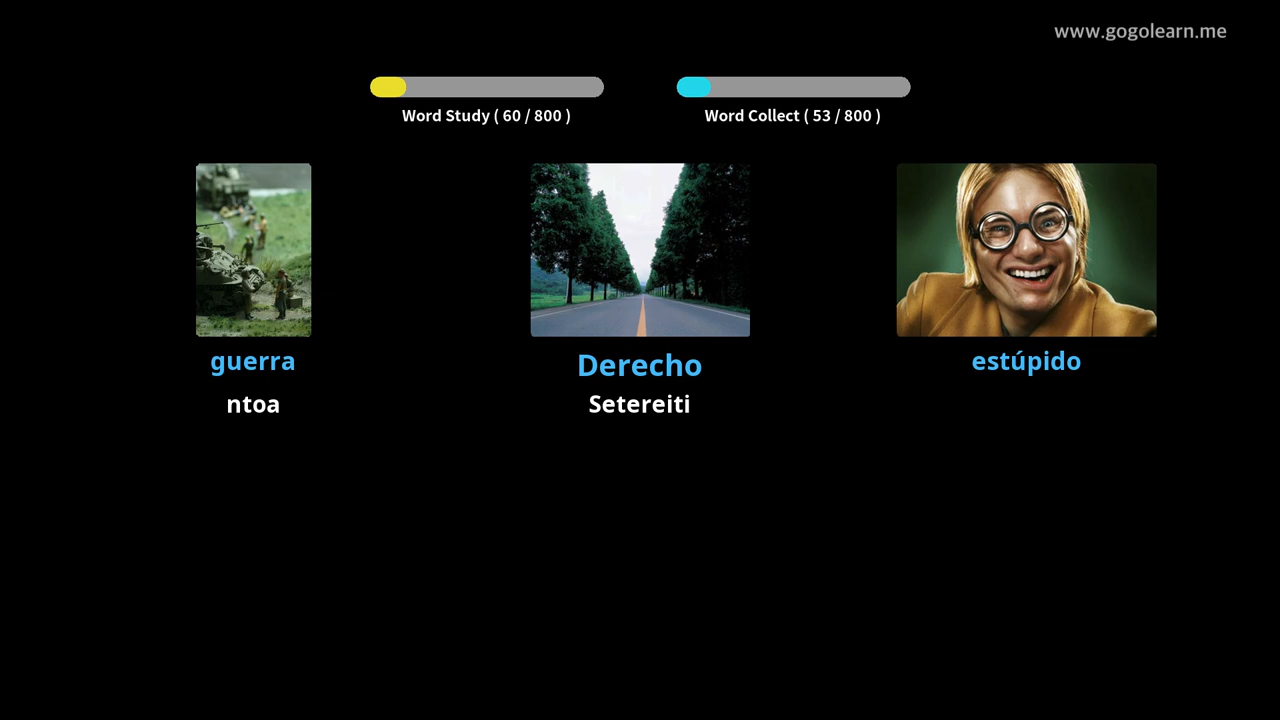 www.gogolearn.me
Word Study ( 60 / 800 )
Word Collect ( 53 / 800 )
guerra
Derecho
estúpido
ntoa
Setereiti